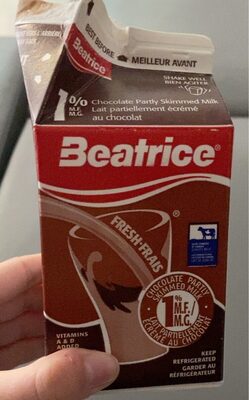 BEST BEFORE
MEILLEUR AVANT
Beatrice
SHAKE WELL
BIEN AGITER
1% M.F. M.G.
Chocolate Partly Skimmed Milk
Lait partiellement écrémé
au chocolat
Beatrice®
FRESH•FRAIS
CHOCOLATE PARTLY
SKIMMED MILK
1% M.F./M.G.
LAIT PARTIELLEMENT
ÉCRÉMÉ AU CHOCOLAT
VITAMINS
A & D
ADDED
KEEP
REFRIGERATED
GARDER AU
RÉFRIGÉRATEUR